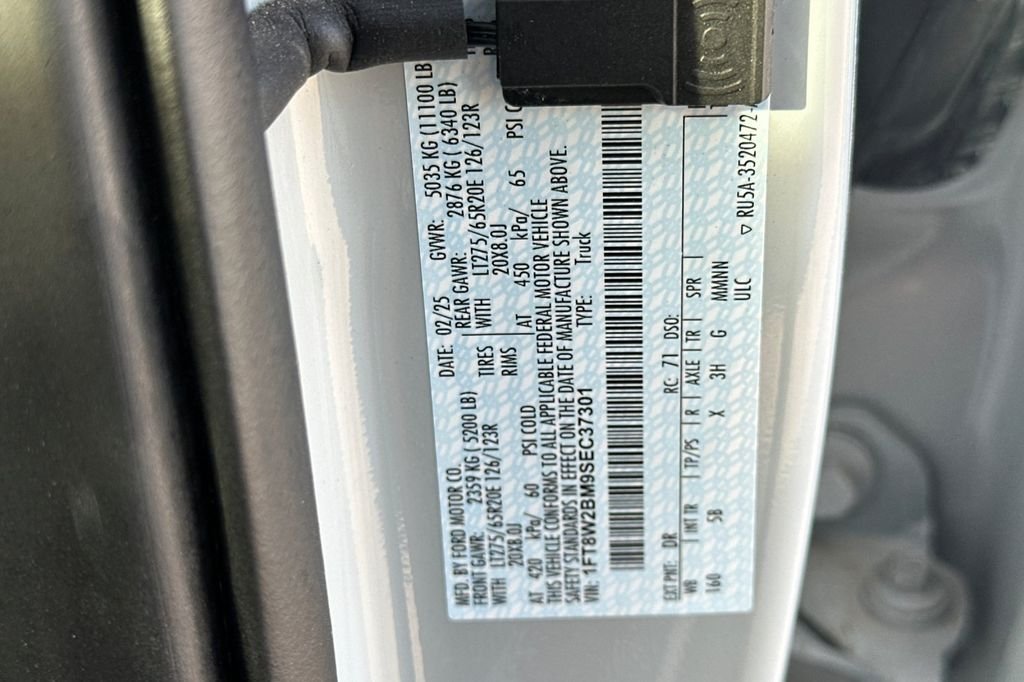 MFD. BY FORD MOTOR CO.
DATE: 02/25 GVWR: 5035 KG (11100 LB
FRONT GAWR: 2359 KG ( 5200 LB)
REAR GAWR: 2876 KG ( 6340 LB)
WITH LT275/65R20E 126/123R TIRES
WITH LT275/65R20E 126/123R
20X8.0J RIMS
20X8.0J
AT 420 kPa/ 60 PSI COLD
AT 450 kPa/ 65 PSI CO
THIS VEHICLE CONFORMS TO ALL APPLICABLE FEDERAL MOTOR VEHICLE
SAFETY STANDARDS IN EFFECT ON THE DATE OF MANUFACTURE SHOWN ABOVE.
VIN: 1FT8W2BM9SEC37301 TYPE: Truck
EXT PNT: DR RC: 71 DSO:
WB | INT TR | TP/PS | R | AXLE | TR | SPR
160 5B X 3H G MMNNN
ULC
▽ RU5A-3520472-